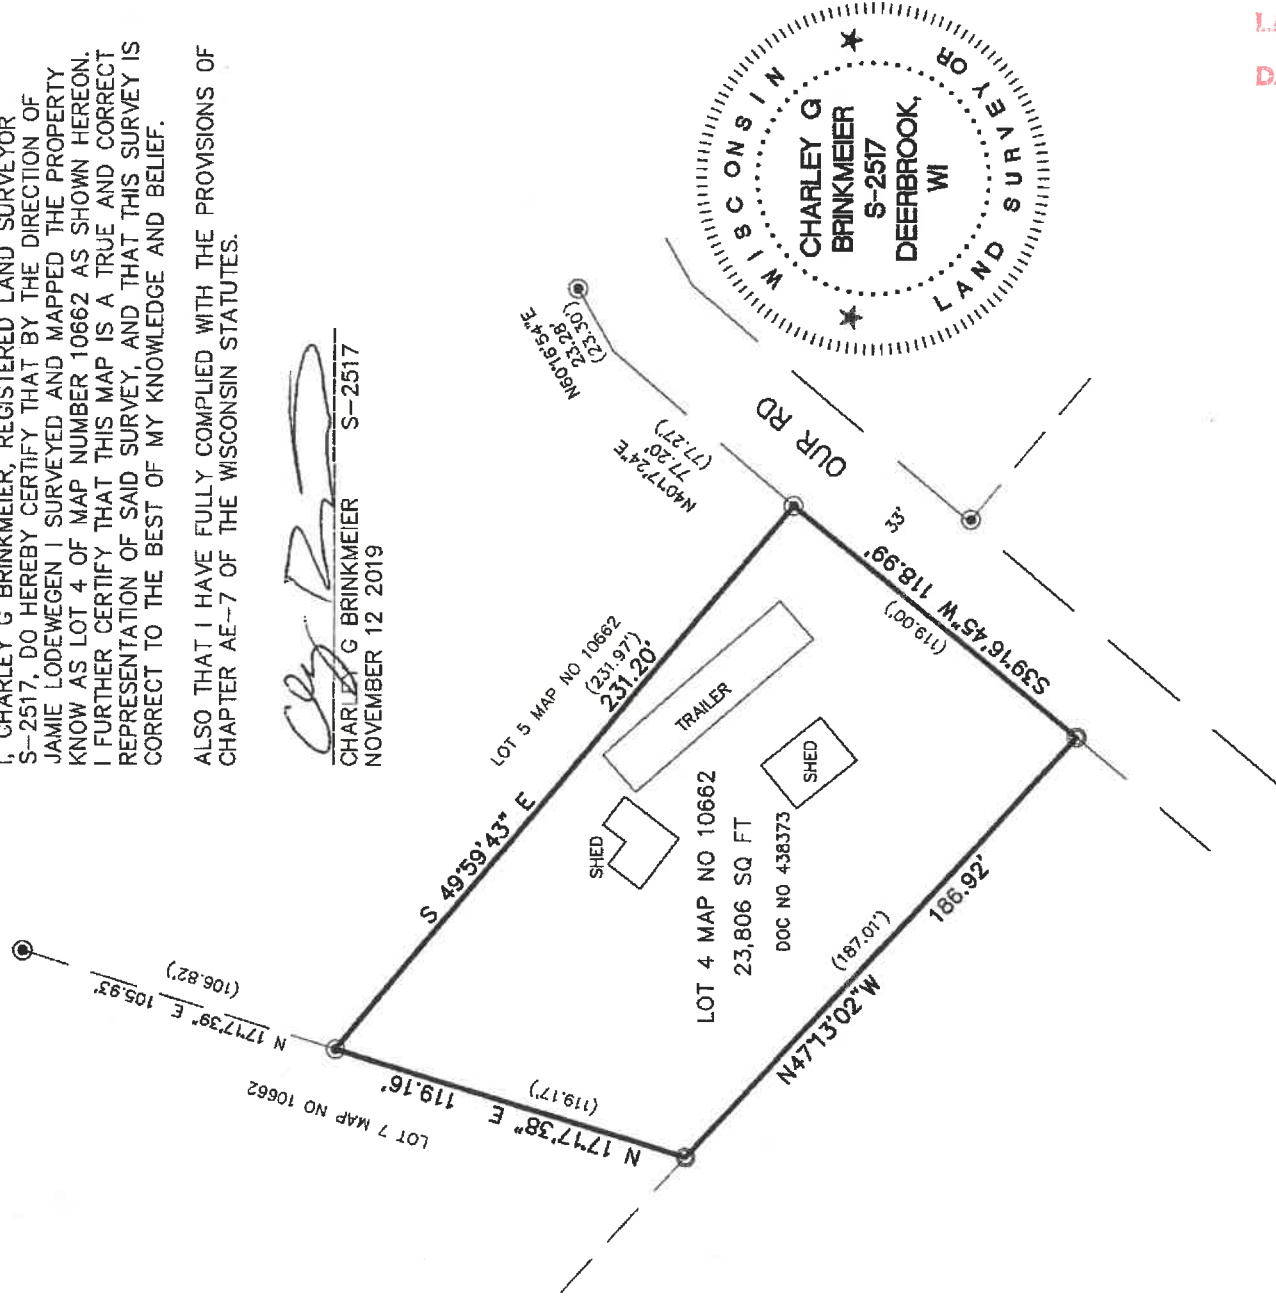 I, CHARLEY G BRINKMEIER, REGISTERED LAND SURVEYOR
S-2517, DO HEREBY CERTIFY THAT BY THE DIRECTION OF
JAMIE LODEWEGEN I SURVEYED AND MAPPED THE PROPERTY
KNOW AS LOT 4 OF MAP NUMBER 10662 AS SHOWN HEREON.
I FURTHER CERTIFY THAT THIS MAP IS A TRUE AND CORRECT
REPRESENTATION OF SAID SURVEY, AND THAT THIS SURVEY IS
CORRECT TO THE BEST OF MY KNOWLEDGE AND BELIEF.
ALSO THAT I HAVE FULLY COMPLIED WITH THE PROVISIONS OF
CHAPTER AE-7 OF THE WISCONSIN STATUTES.
CHARLEY G BRINKMEIER S-2517
NOVEMBER 12 2019
WISCONSIN
CHARLEY G
BRINKMEIER
S-2517
DEERBROOK,
WI
LAND SURVEYOR
N60°16'54"E
23.28'
(23.30')
N40°17'24"E
77.20'
(77.27')
OUR RD
33'
S39°16'45"W 118.99'
(119.00')
LOT 5 MAP NO 10662
(231.97')
231.20'
S 49°59'43" E
TRAILER
SHED
SHED
LOT 4 MAP NO 10662
23,806 SQ FT
DOC NO 438373
(187.01')
N47°13'02"W
186.92'
N 17°17'39" E 105.93'
(106.82')
N 17°17'38" E 119.16'
(119.17')
LOT 7 MAP NO 10662